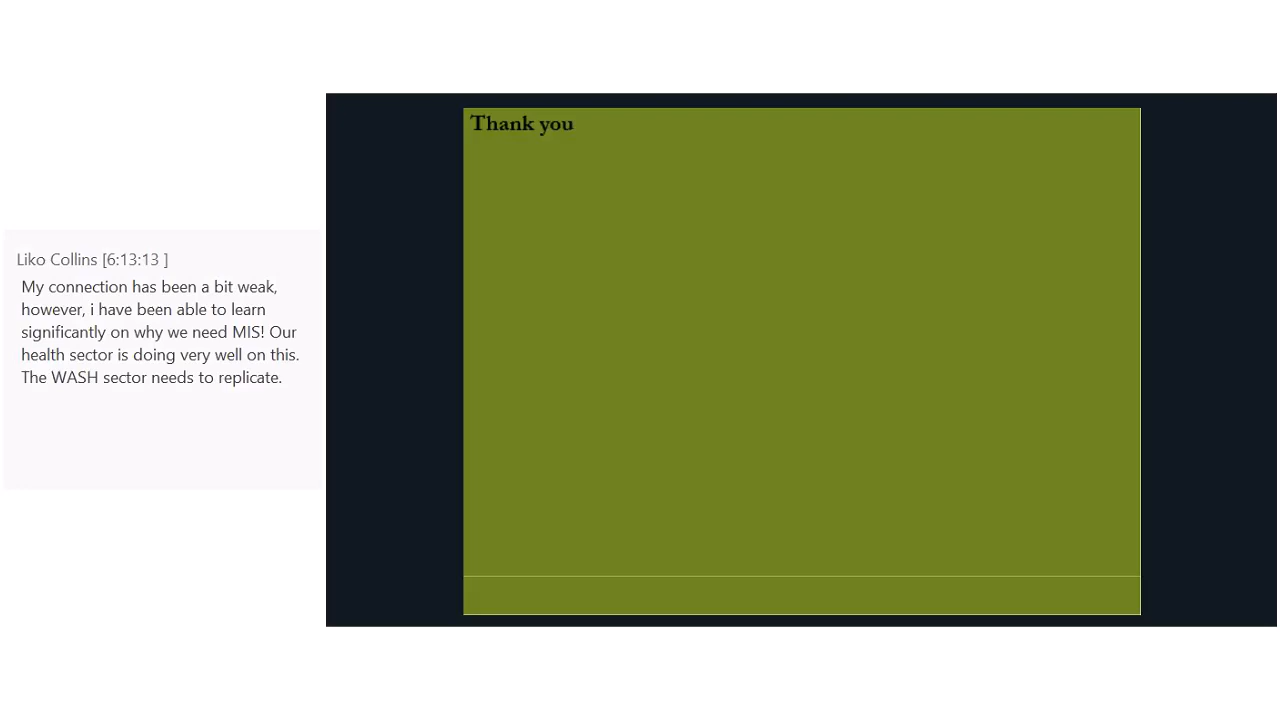 Liko Collins [6:13:13 ]
My connection has been a bit weak,
however, i have been able to learn
significantly on why we need MIS! Our
health sector is doing very well on this.
The WASH sector needs to replicate.
Thank you